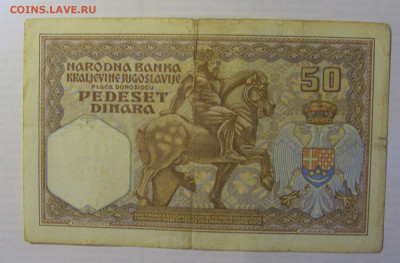 COINS.LAVE.RU
NARODNA BANKA
KRALJEVINE JUGOSLAVIJE
PLAĆA DONOSIOCU
PEDESET
DINARA
50